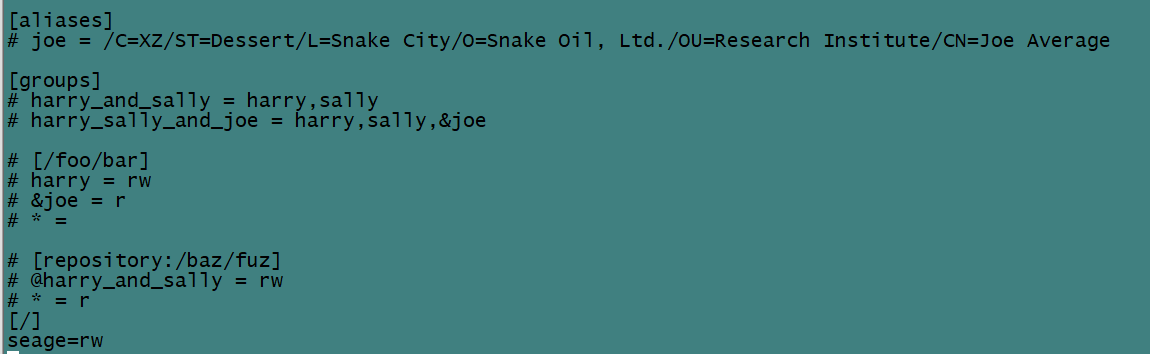 [aliases]
# joe = /C=XZ/ST=Dessert/L=Snake City/O=Snake Oil, Ltd./OU=Research Institute/CN=Joe Average
[groups]
# harry_and_sally = harry,sally
# harry_sally_and_joe = harry,sally,&joe
# [/foo/bar]
# harry = rw
# &joe = r
# * =
# [repository:/baz/fuz]
# @harry_and_sally = rw
# * = r
[/]
seage=rw